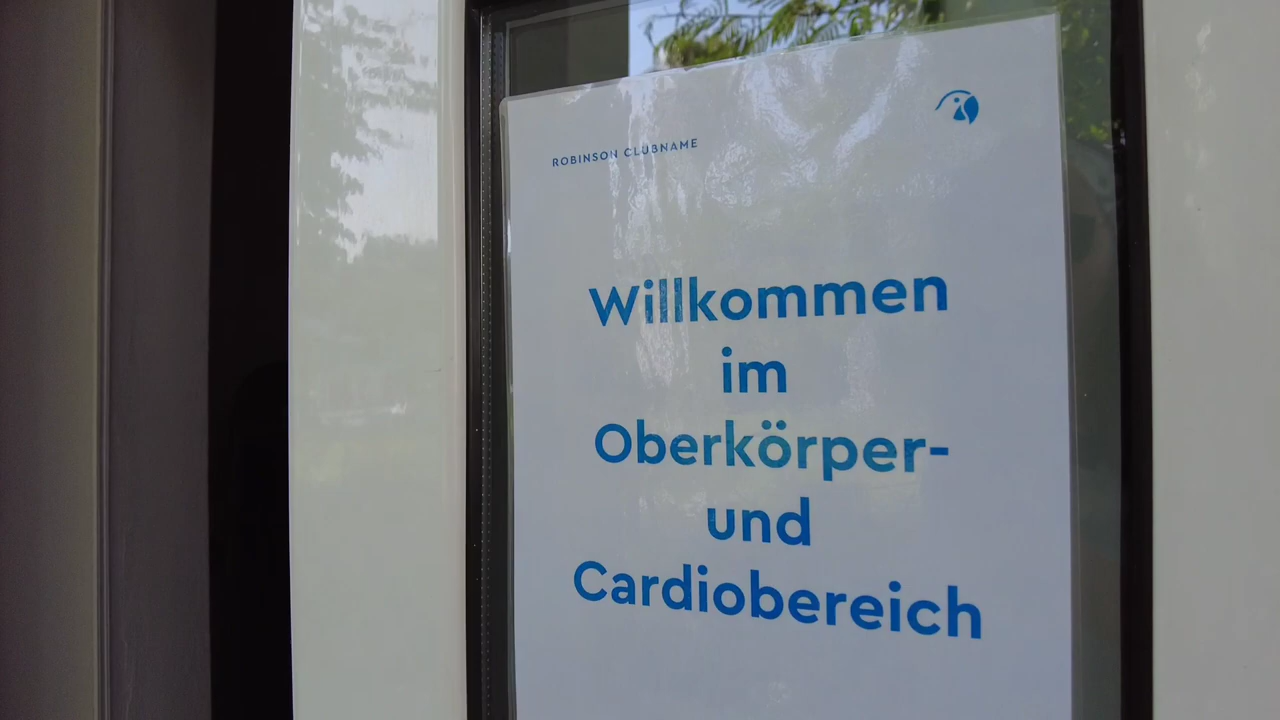 ROBINSON CLUBNAME
Willkommen
im
Oberkörper-
und
Cardiobereich